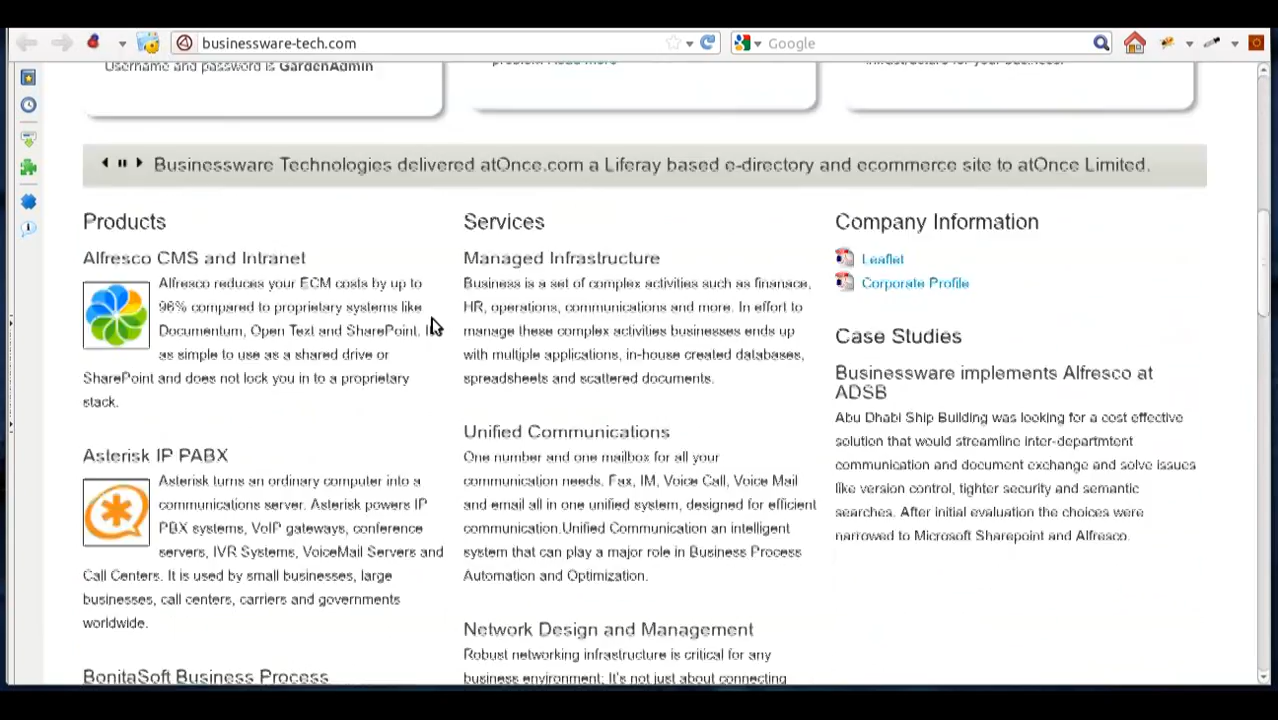 businessware-tech.com
Google
Username and password is GardenAdmin
Businessware Technologies delivered atOnce.com a Liferay based e-directory and ecommerce site to atOnce Limited.
Products
Alfresco CMS and Intranet
Alfresco reduces your ECM costs by up to
96% compared to proprietary systems like
Documentum, Open Text and SharePoint.
as simple to use as a shared drive or
SharePoint and does not lock you in to a proprietary
stack.
Asterisk IP PABX
Asterisk turns an ordinary computer into a
communications server. Asterisk powers IP
PBX systems, VoIP gateways, conference
servers, IVR Systems, VoiceMail Servers and
Call Centers. It is used by small businesses, large
businesses, call centers, carriers and governments
worldwide.
BonitaSoft Business Process
Services
Managed Infrastructure
Business is a set of complex activities such as finanace,
HR, operations, communications and more. In effort to
manage these complex activities businesses ends up
with multiple applications, in-house created databases,
spreadsheets and scattered documents.
Unified Communications
One number and one mailbox for all your
communication needs. Fax, IM, Voice Call, Voice Mail
and email all in one unified system, designed for efficient
communication.Unified Communication an intelligent
system that can play a major role in Business Process
Automation and Optimization.
Network Design and Management
Robust networking infrastructure is critical for any
business environment; It's not just about connecting
Company Information
Leaflet
Corporate Profile
Case Studies
Businessware implements Alfresco at
ADSB
Abu Dhabi Ship Building was looking for a cost effective
solution that would streamline inter-departmtent
communication and document exchange and solve issues
like version control, tighter security and semantic
searches. After initial evaluation the choices were
narrowed to Microsoft Sharepoint and Alfresco.